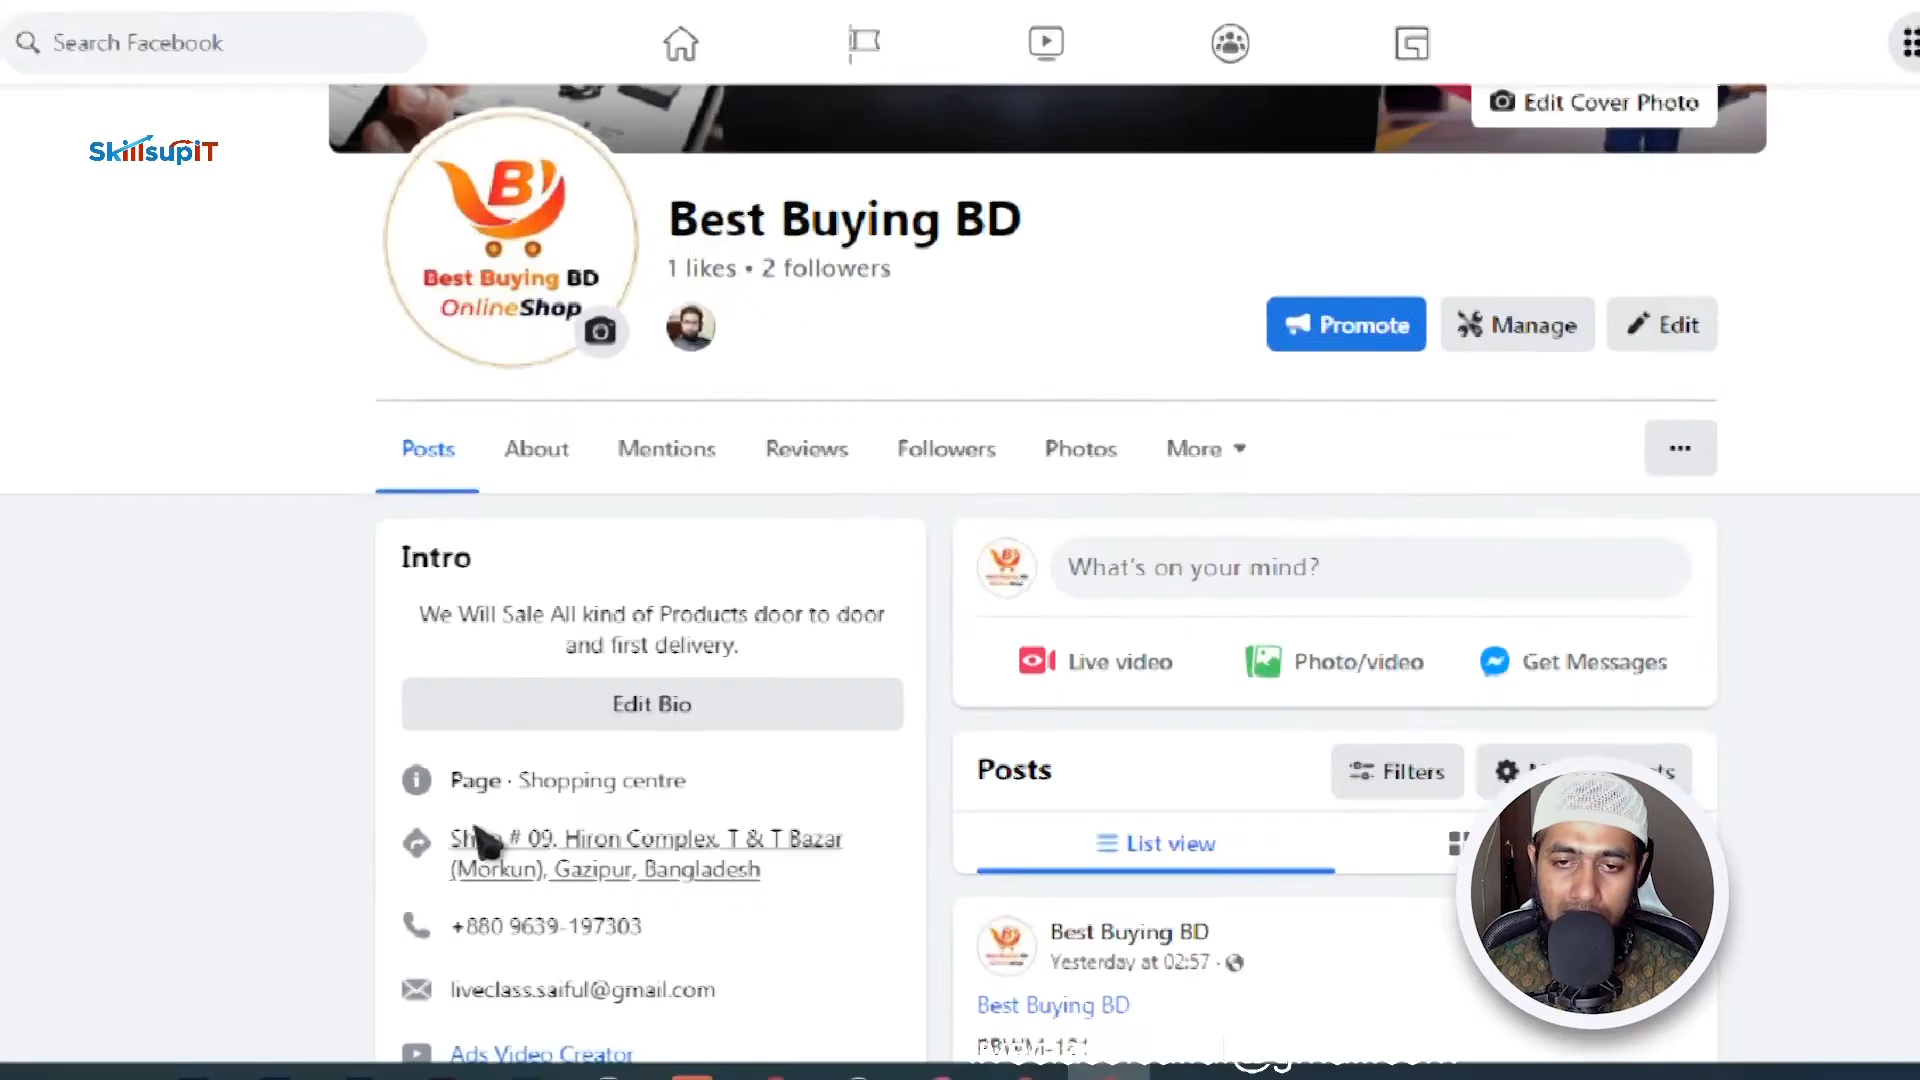 Search Facebook
Edit Cover Photo
SkillsupiT
B
Best Buying BD
OnlineShop
Best Buying BD
1 likes • 2 followers
Promote
Manage
Edit
Posts
About
Mentions
Reviews
Followers
Photos
More
Intro
We Will Sale All kind of Products door to door
and first delivery.
Edit Bio
Page · Shopping centre
# 09, Hiron Complex, T & T Bazar
(Morkun), Gazipur, Bangladesh
+880 9639-197303
liveclass.saiful@gmail.com
Ads Video Creator
What's on your mind?
Live video
Photo/video
Get Messages
Posts
Filters
List view
Best Buying BD
Yesterday at 02:57 ·
Best Buying BD